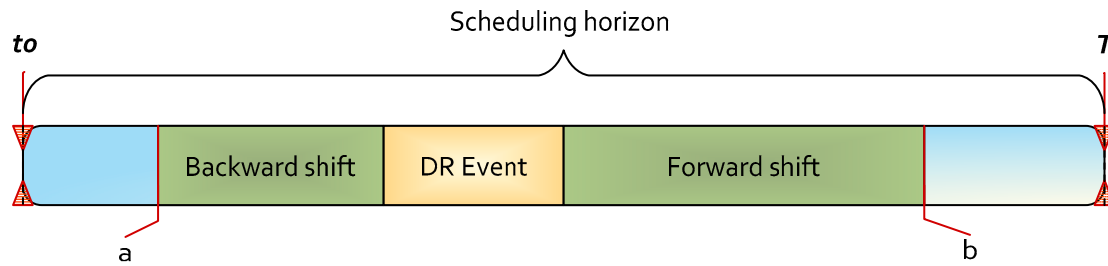 Scheduling horizon
to
T
Backward shift
DR Event
Forward shift
a
b